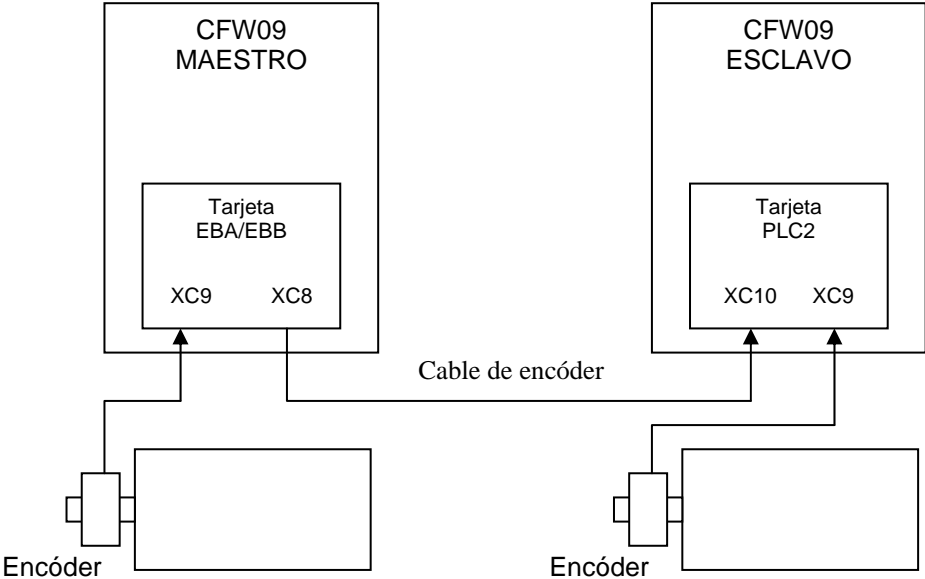 CFW09
MAESTRO
CFW09
ESCLAVO
Tarjeta
EBA/EBB
Tarjeta
PLC2
XC9 XC8
XC10 XC9
Cable de encóder
Encóder
Encóder